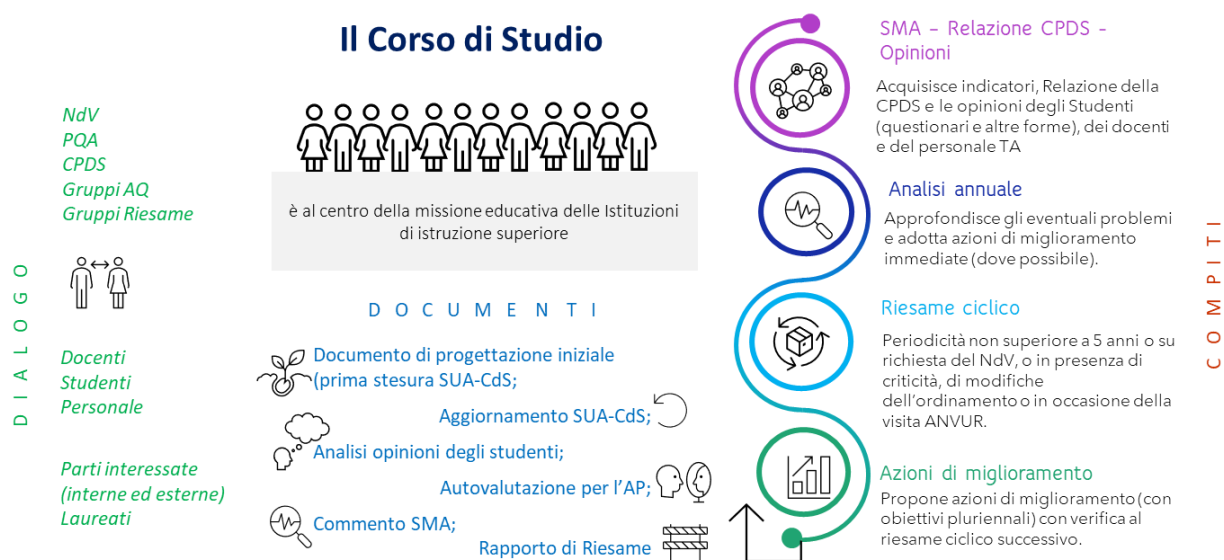 Il Corso di Studio
è al centro della missione educativa delle Istituzioni
di istruzione superiore
DIALOGO
NdV
PQA
CPDS
Gruppi AQ
Gruppi Riesame
Docenti
Studenti
Personale
Parti interessate
(interne ed esterne)
Laureati
DOCUMENTI
Documento di progettazione iniziale
(prima stesura SUA-CdS;
Aggiornamento SUA-CdS;
Analisi opinioni degli studenti;
Autovalutazione per l'AP;
Commento SMA;
Rapporto di Riesame
SMA – Relazione CPDS -
Opinioni
Acquisisce indicatori, Relazione della
CPDS e le opinioni degli Studenti
(questionari e altre forme), dei docenti
e del personale TA
Analisi annuale
Approfondisce gli eventuali problemi
e adotta azioni di miglioramento
immediate (dove possibile).
Riesame ciclico
Periodicità non superiore a 5 anni o su
richiesta del NdV, o in presenza di
criticità, di modifiche
dell'ordinamento o in occasione della
visita ANVUR.
Azioni di miglioramento
Propone azioni di miglioramento (con
obiettivi pluriennali) con verifica al
riesame ciclico successivo.
COMPITI